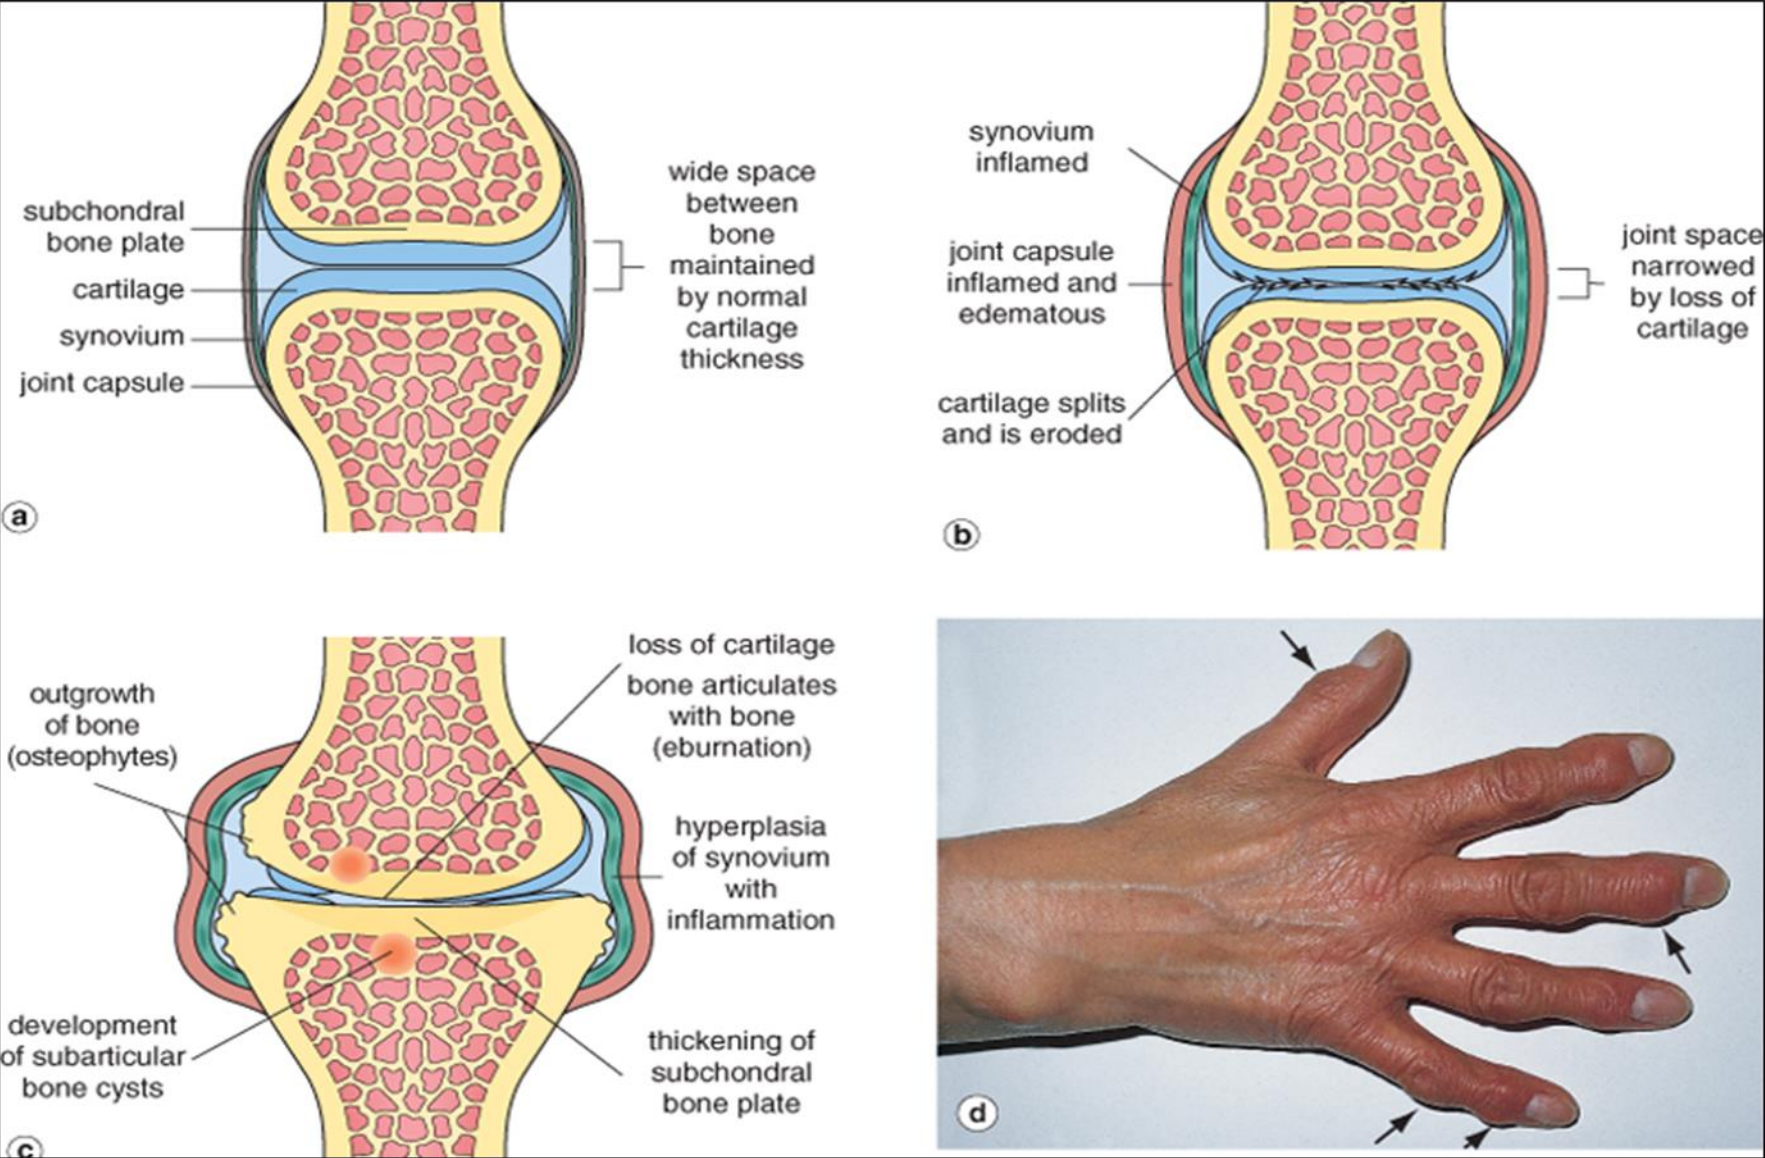 subchondral
bone plate
cartilage
synovium
joint capsule
wide space
between
bone
maintained
by normal
cartilage
thickness
a
synovium
inflamed
joint capsule
inflamed and
edematous
cartilage splits
and is eroded
joint space
narrowed
by loss of
cartilage
b
outgrowth
of bone
(osteophytes)
development
of subarticular
bone cysts
loss of cartilage
bone articulates
with bone
(eburnation)
hyperplasia
of synovium
with
inflammation
thickening of
subchondral
bone plate
c
d